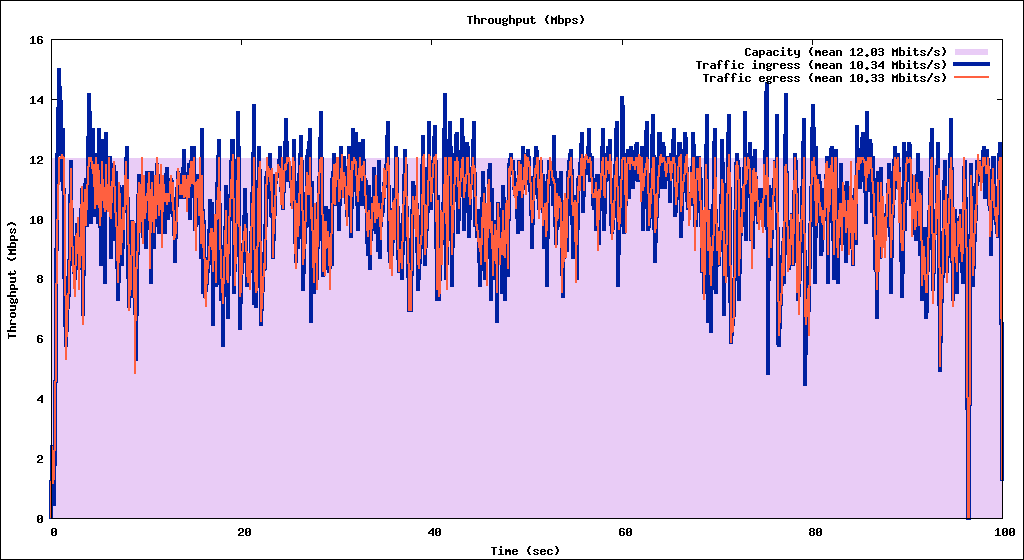 Throughput (Mbps)
Capacity (mean 12.03 Mbits/s)
Traffic ingress (mean 10.34 Mbits/s)
Traffic egress (mean 10.33 Mbits/s)
Throughput (Mbps)
16
14
12
10
8
6
4
2
0
0 20 40 60 80 100
Time (sec)